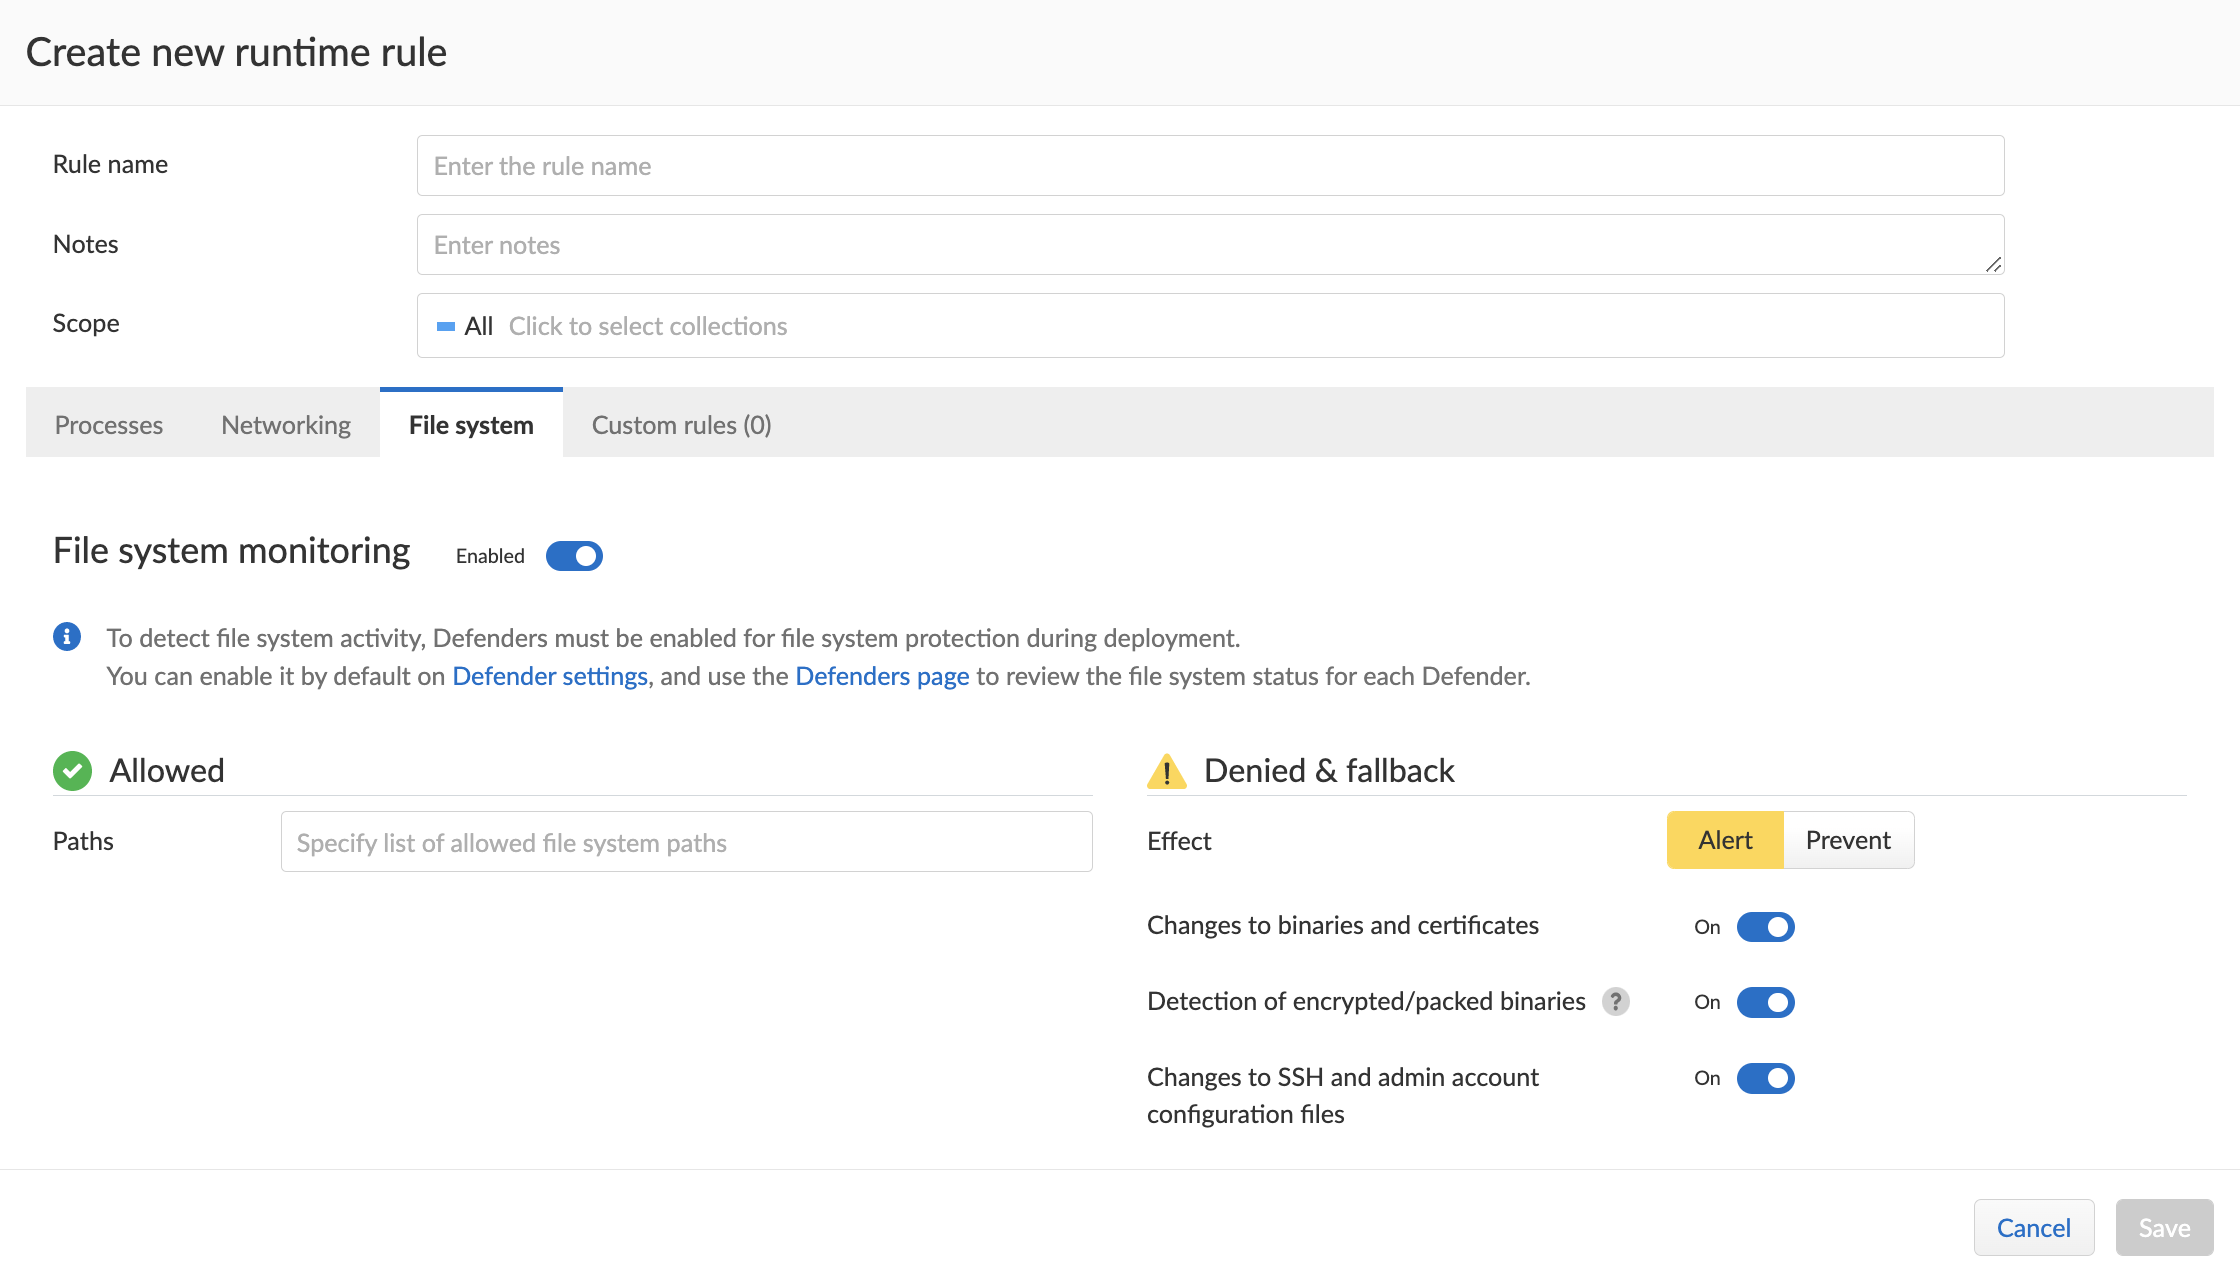 Create new runtime rule
Rule name
Enter the rule name
Notes
Enter notes
Scope
All Click to select collections
Processes Networking File system Custom rules (0)
File system monitoring Enabled
To detect file system activity, Defenders must be enabled for file system protection during deployment.
You can enable it by default on Defender settings, and use the Defenders page to review the file system status for each Defender.
Allowed
Paths
Specify list of allowed file system paths
Denied & fallback
Effect Alert Prevent
Changes to binaries and certificates On
Detection of encrypted/packed binaries ? On
Changes to SSH and admin account On
configuration files
Cancel Save